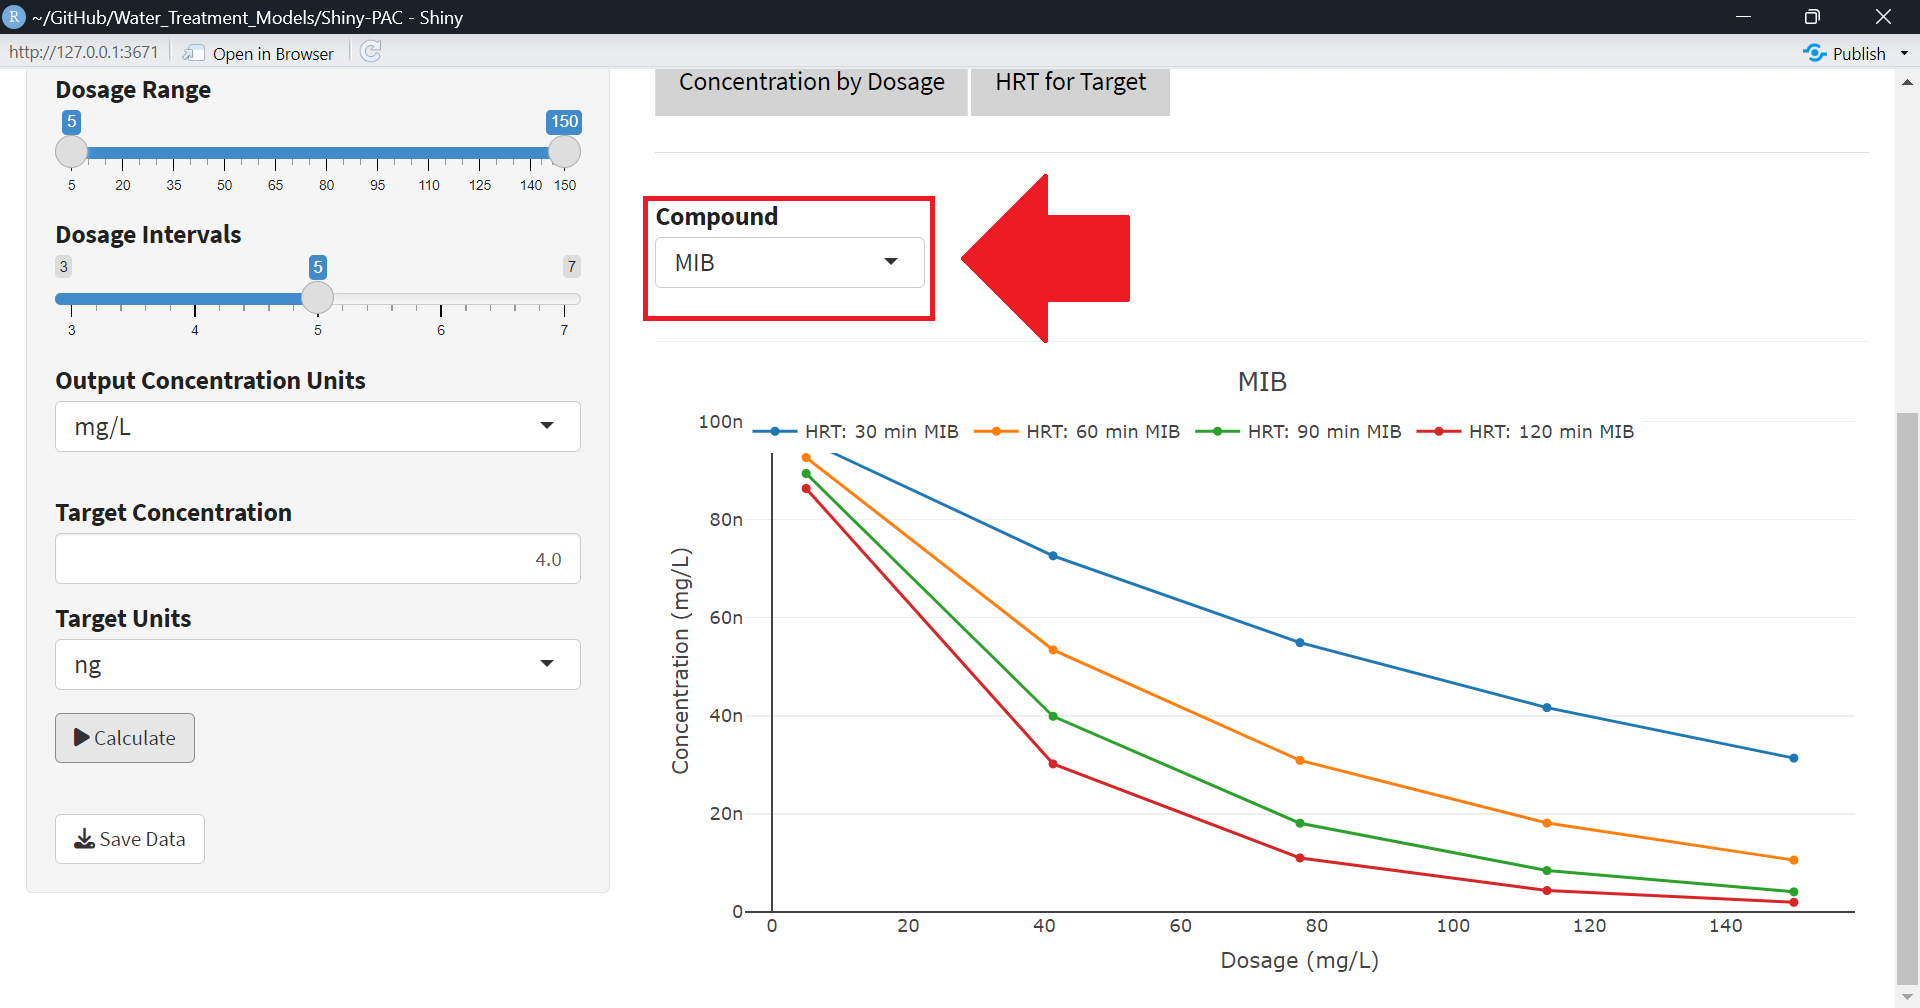 R ~/GitHub/Water_Treatment_Models/Shiny-PAC - Shiny
http://127.0.0.1:3671 Open in Browser Publish
Dosage Range
5 150
5 20 35 50 65 80 95 110 125 140 150
Dosage Intervals
3 5 7
3 4 5 6 7
Output Concentration Units
mg/L
Target Concentration
4.0
Target Units
ng
Calculate
Save Data
Concentration by Dosage HRT for Target
Compound
MIB
MIB
HRT: 30 min MIB HRT: 60 min MIB HRT: 90 min MIB HRT: 120 min MIB
100n
80n
60n
40n
20n
0
Concentration (mg/L)
0 20 40 60 80 100 120 140
Dosage (mg/L)